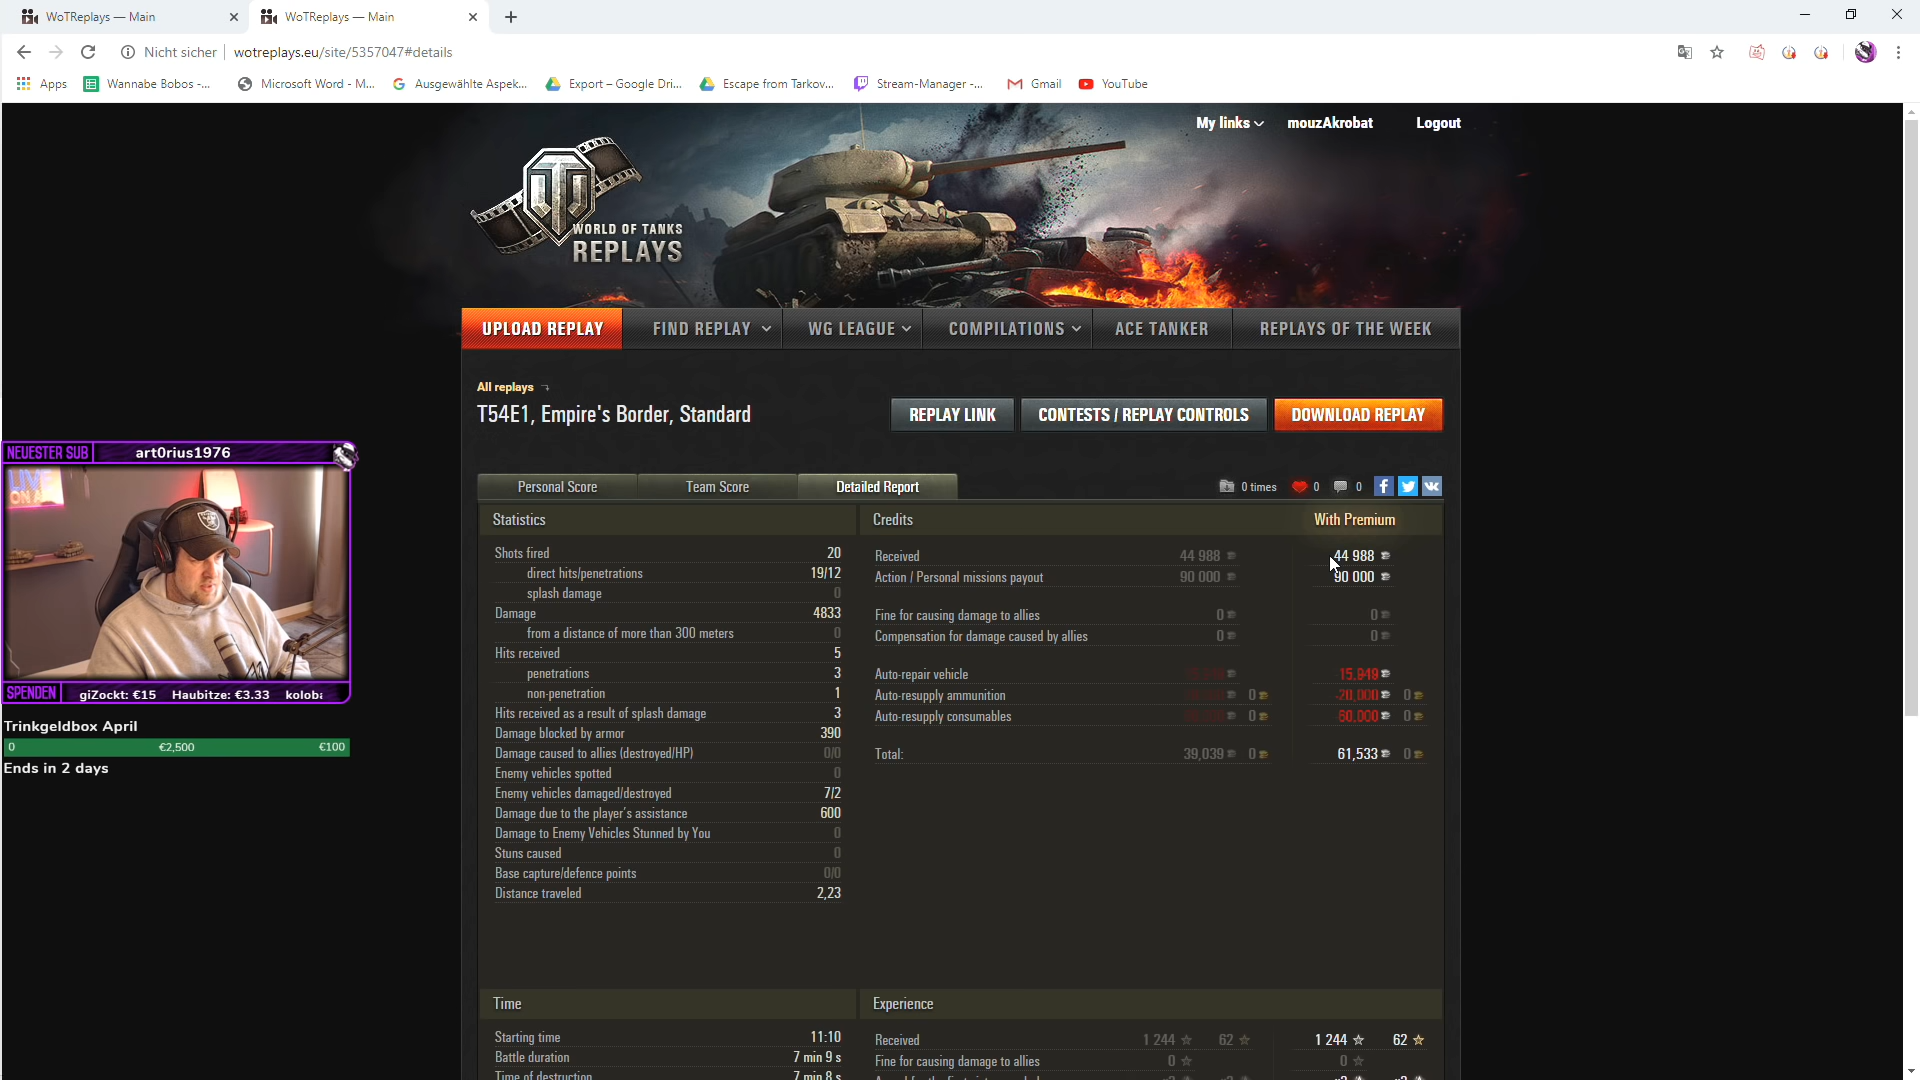 WoTReplays — Main
WoTReplays — Main
Nicht sicher wotreplays.eu/site/5357047#details
Apps Wannabe Bobos -... Microsoft Word - M... Ausgewählte Aspek... Export – Google Dri... Escape from Tarkov... Stream-Manager -... Gmail YouTube
My links mouzAkrobat Logout
WORLD OF TANKS
REPLAYS
UPLOAD REPLAY FIND REPLAY WG LEAGUE COMPILATIONS ACE TANKER REPLAYS OF THE WEEK
All replays
T54E1, Empire's Border, Standard
REPLAY LINK CONTESTS / REPLAY CONTROLS DOWNLOAD REPLAY
Personal Score Team Score Detailed Report 0 times 0 0
Statistics
Shots fired 20
direct hits/penetrations 19/12
splash damage 0
Damage 4833
from a distance of more than 300 meters 0
Hits received 5
penetrations 3
non-penetration 1
Hits received as a result of splash damage 3
Damage blocked by armor 390
Damage caused to allies (destroyed/HP) 0/0
Enemy vehicles spotted 0
Enemy vehicles damaged/destroyed 7/2
Damage due to the player's assistance 600
Damage to Enemy Vehicles Stunned by You 0
Stuns caused 0
Base capture/defence points 0/0
Distance traveled 2,23
Credits With Premium
Received 44 988 44 988
Action / Personal missions payout 90 000 90 000
Fine for causing damage to allies 0 0
Compensation for damage caused by allies 0 0
Auto-repair vehicle 15,949
Auto-resupply ammunition 0 -20,000 0
Auto-resupply consumables 0 60,000 0
Total: 39,039 0 61,533 0
Time
Starting time 11:10
Battle duration 7 min 9 s
Time of destruction 7 min 8 s
Experience
Received 1 244 62 1 244 62
Fine for causing damage to allies 0 0
NEUESTER SUB art0rius1976
LIVE
SPENDEN giZockt: €15 Haubitze: €3.33 kolob
Trinkgeldbox April
0 €2,500 €100
Ends in 2 days